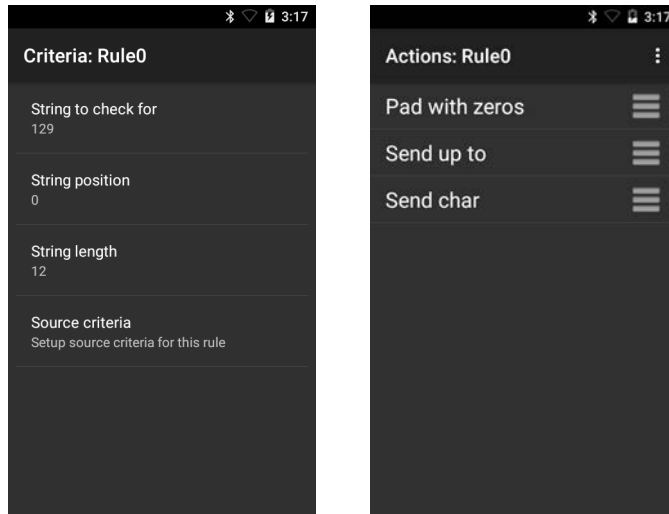 3:17
Criteria: Rule0
String to check for
129
String position
0
String length
12
Source criteria
Setup source criteria for this rule
3:17
Actions: Rule0
Pad with zeros
Send up to
Send char